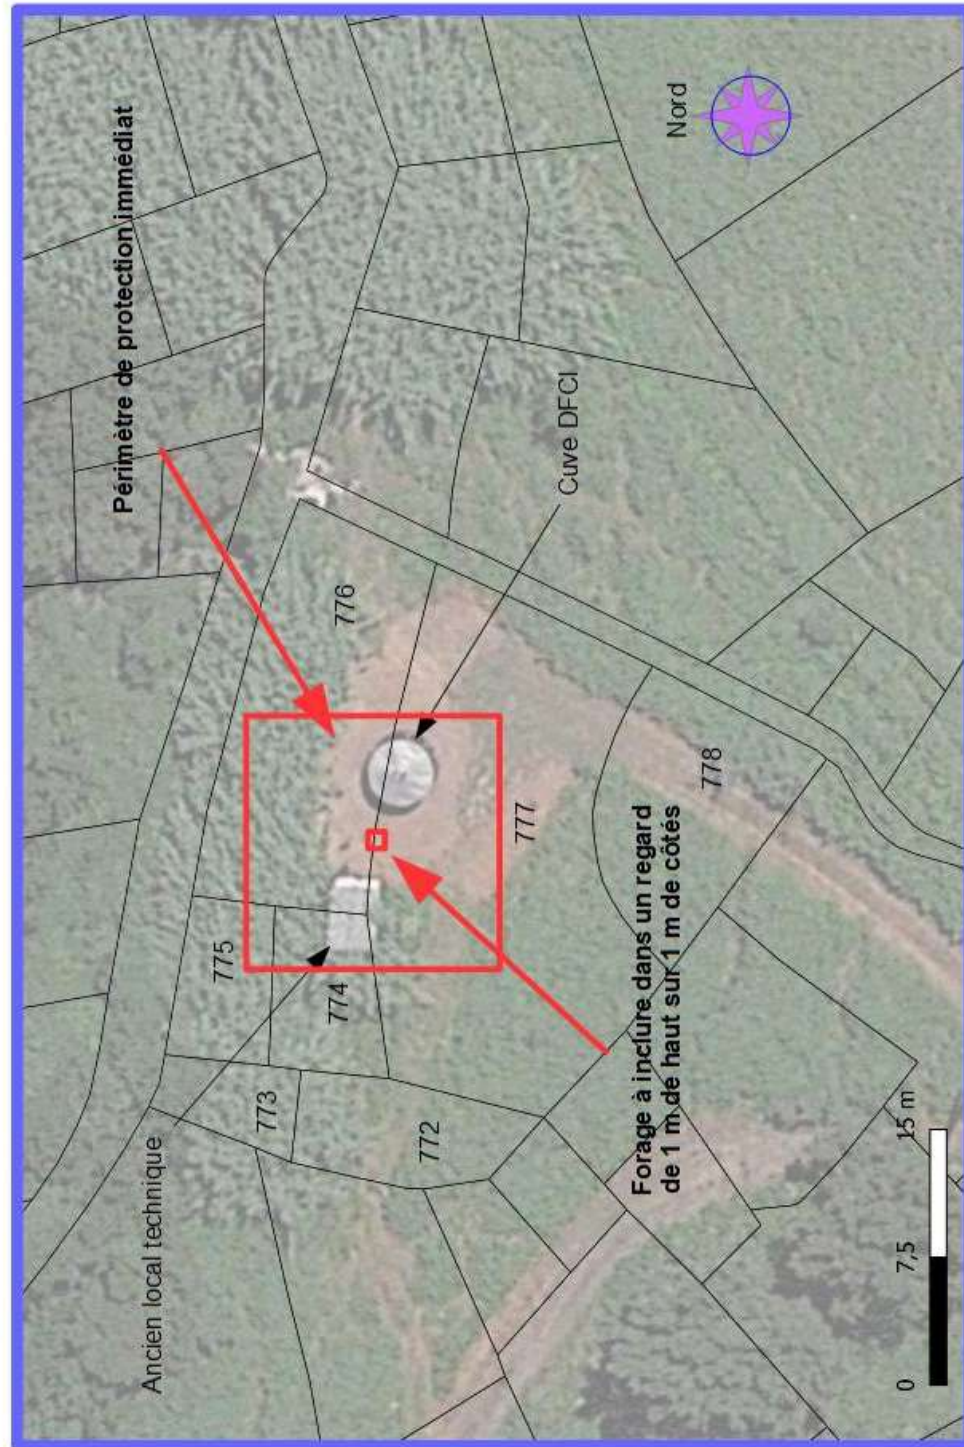 Périmètre de protection immédiat
Nord
Cuve DFCI
776
775
774
773
772
777
778
Ancien local technique
Forage à inclure dans un regard
de 1 m de haut sur 1 m de côtés
0
7,5
15 m